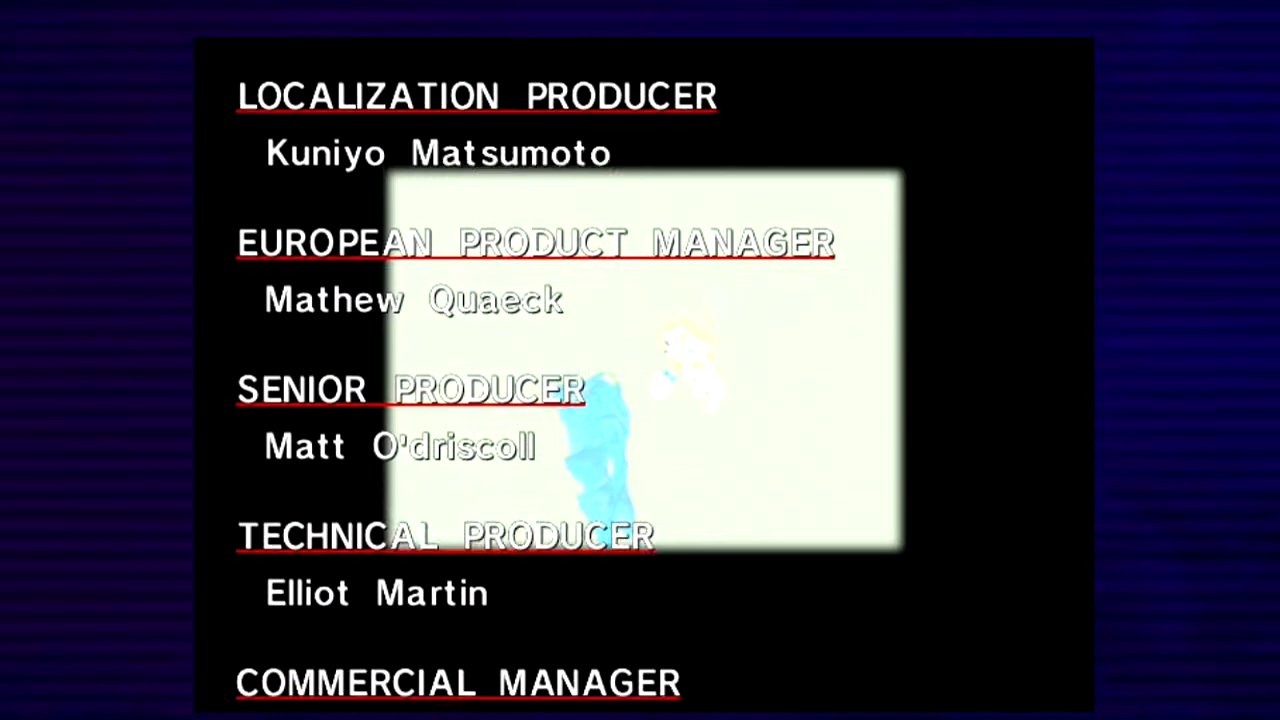 LOCALIZATION PRODUCER
Kuniyo Matsumoto
EUROPEAN PRODUCT MANAGER
Mathew Quaeck
SENIOR PRODUCER
Matt O'driscoll
TECHNICAL PRODUCER
Elliot Martin
COMMERCIAL MANAGER